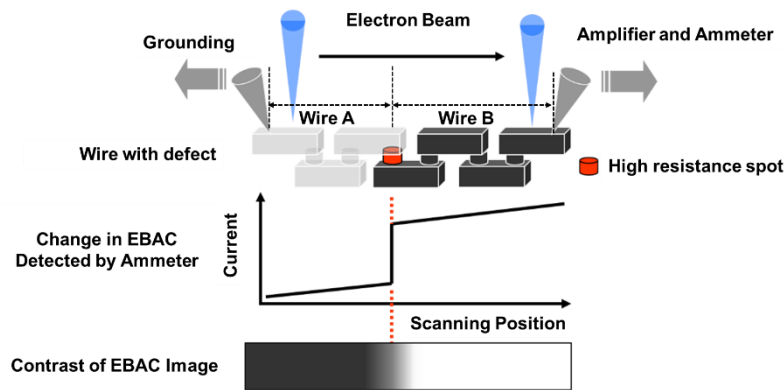 Electron Beam
Grounding
Amplifier and Ammeter
Wire A
Wire B
Wire with defect
High resistance spot
Change in EBAC
Detected by Ammeter
Current
Scanning Position
Contrast of EBAC Image